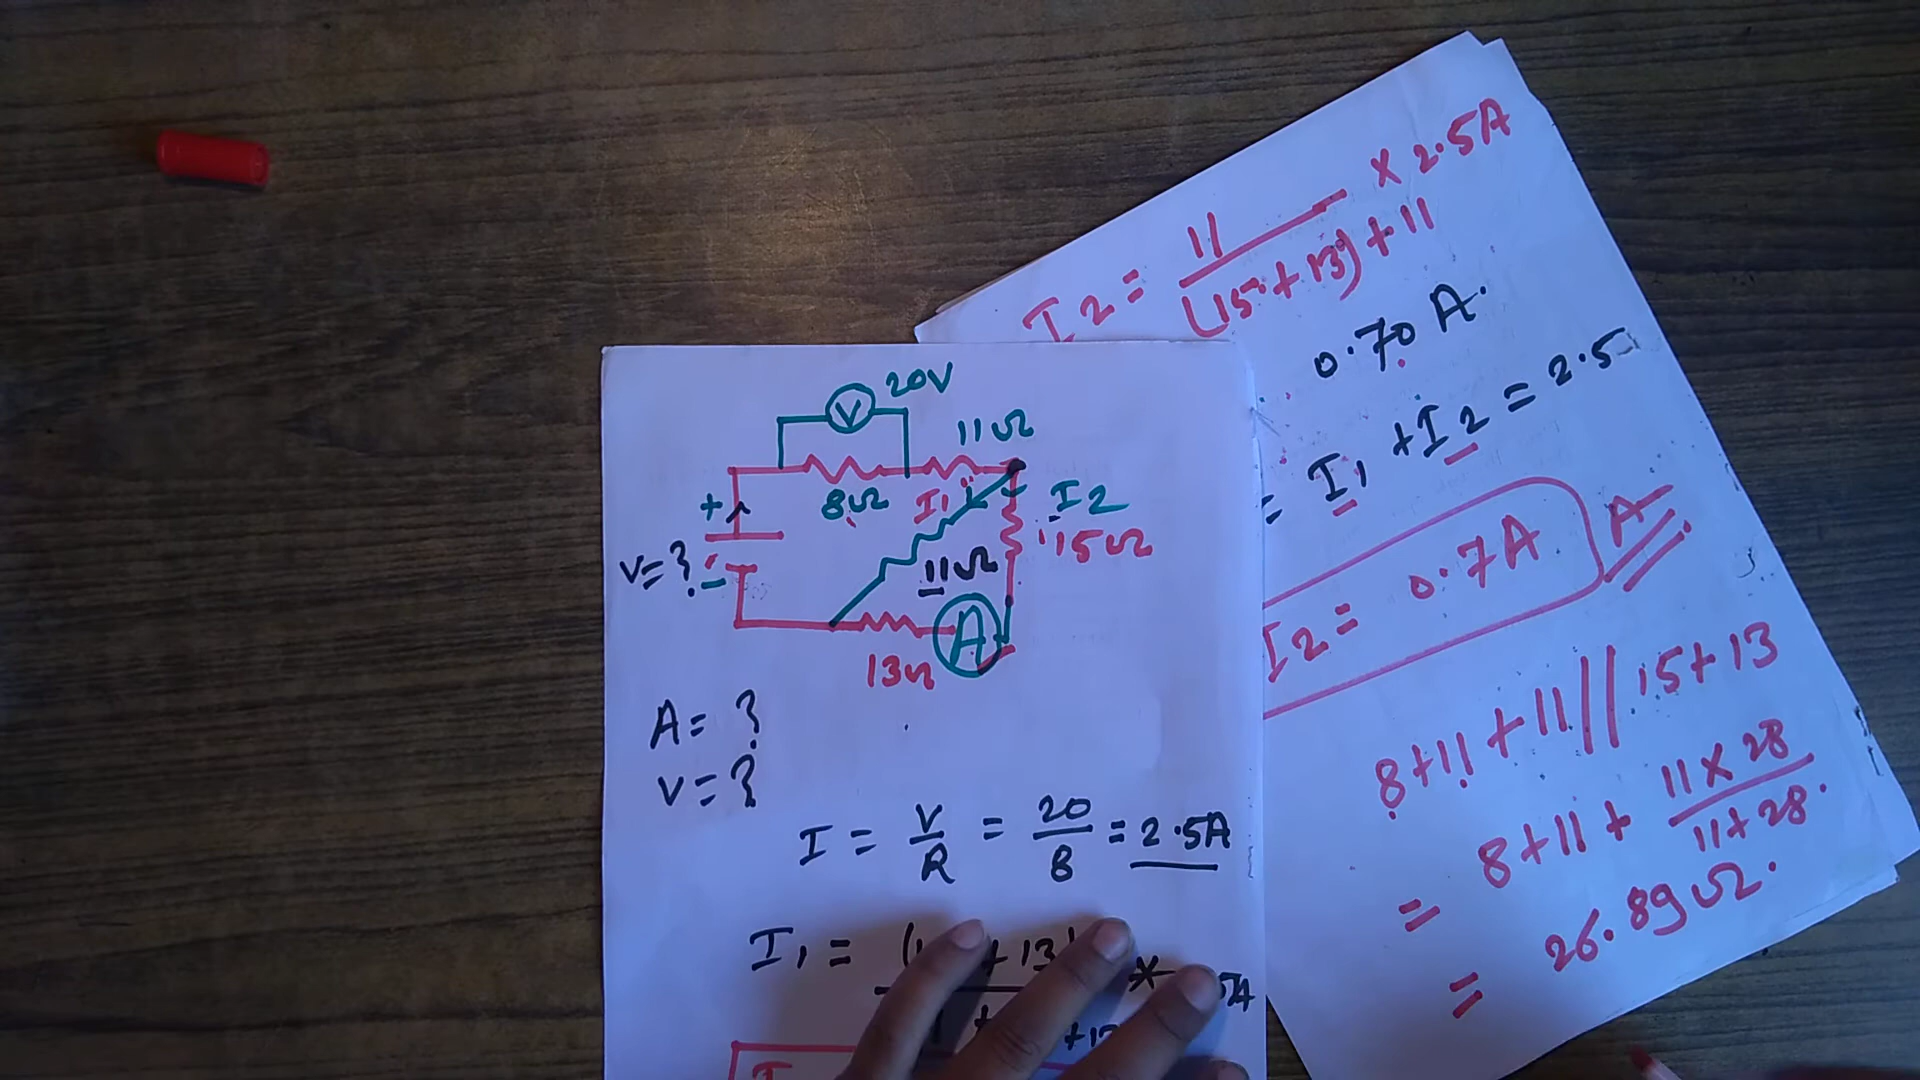 20V
V
11Ω
+
8Ω
I1
I2
15Ω
V=?
-
11Ω
A
13Ω
A= ?
V= ?
I = V/R = 20/8 = 2.5A
I1 = + 13 *
I2 = 11/(15+13)+11 × 2.5A
0.70 A.
= I1 + I2 = 2.5
I2 = 0.7A A
8+11 + 11 || 15+13
= 8+11 + 11×28/11+28.
= 26.89Ω.